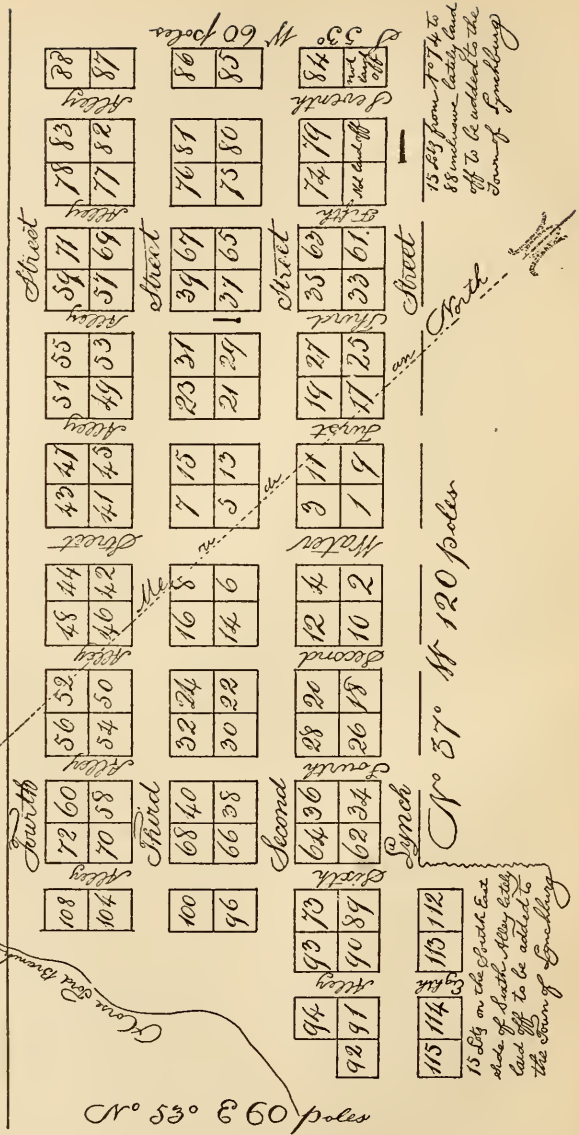 Horse Ford Branch
Fourth Street
108 72 60 56 52 48 44 43 47 51 55 59 71 78 83 88
104 70 58 54 50 46 42 41 45 49 53 57 69 77 82 87
Alley Alley Alley Street Alley Alley Alley Alley
Third Street
100 68 40 32 24 16 8 7 15 23 31 39 67 76 81 86
96 66 38 30 22 14 6 5 13 21 29 37 65 75 80 85
Second Street
94 93 73 64 36 28 20 12 4 3 11 19 27 35 63 74 79 84
92 91 90 89 62 34 26 18 10 2 1 9 17 25 33 61 Not laid off not laid off
Alley Sixth Fourth Second Water First Third Fifth Seventh
Lynch Street
115 114 113 112
Eighth
Meridian North
N° 53° E 60 poles
N° 37° W 120 poles
S 53° W 60 poles
15 Lots on the South East
side of Sixth Alley lately
laid off to be added to
the Town of Lynchburg
15 Lots from N° 74 to
88 inclusive lately laid
off to be added to the
Town of Lynchburg